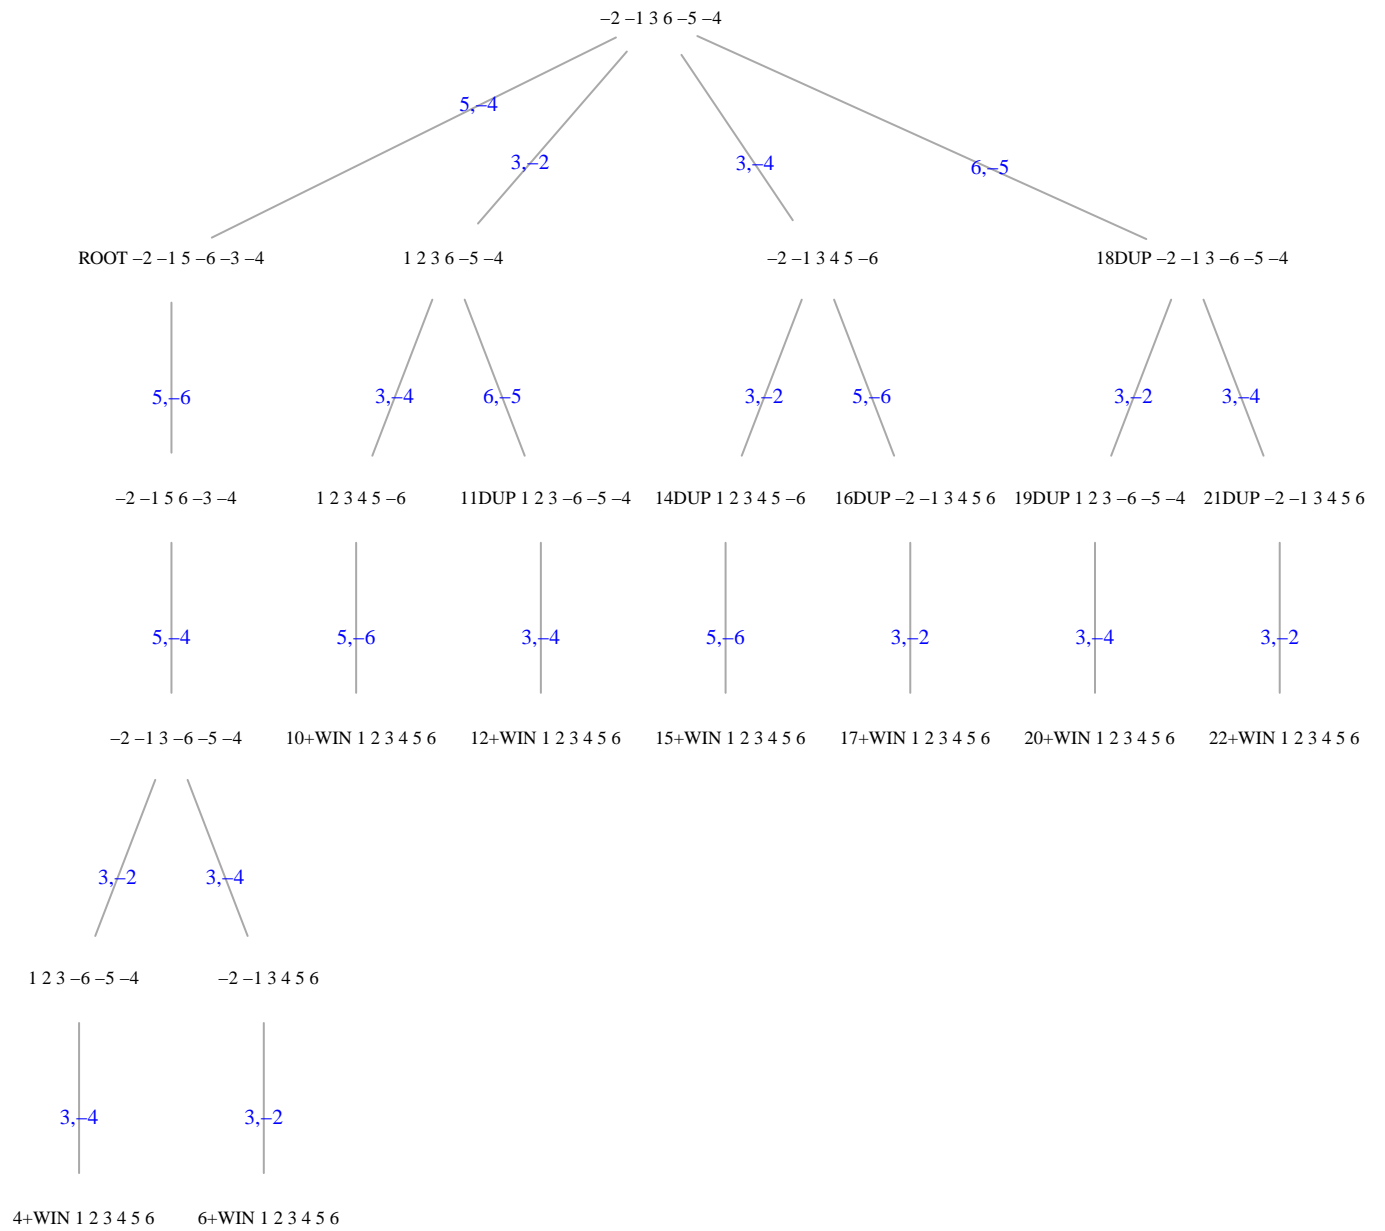 –2 –1 3 6 –5 –4
5,–4
3,–2
3,–4
6,–5
ROOT –2 –1 5 –6 –3 –4
1 2 3 6 –5 –4
–2 –1 3 4 5 –6
18DUP –2 –1 3 –6 –5 –4
5,–6
3,–4
6,–5
3,–2
5,–6
3,–2
3,–4
–2 –1 5 6 –3 –4
1 2 3 4 5 –6
11DUP 1 2 3 –6 –5 –4
14DUP 1 2 3 4 5 –6
16DUP –2 –1 3 4 5 6
19DUP 1 2 3 –6 –5 –4
21DUP –2 –1 3 4 5 6
5,–4
5,–6
3,–4
5,–6
3,–2
3,–4
3,–2
–2 –1 3 –6 –5 –4
10+WIN 1 2 3 4 5 6
12+WIN 1 2 3 4 5 6
15+WIN 1 2 3 4 5 6
17+WIN 1 2 3 4 5 6
20+WIN 1 2 3 4 5 6
22+WIN 1 2 3 4 5 6
3,–2
3,–4
1 2 3 –6 –5 –4
–2 –1 3 4 5 6
3,–4
3,–2
4+WIN 1 2 3 4 5 6
6+WIN 1 2 3 4 5 6